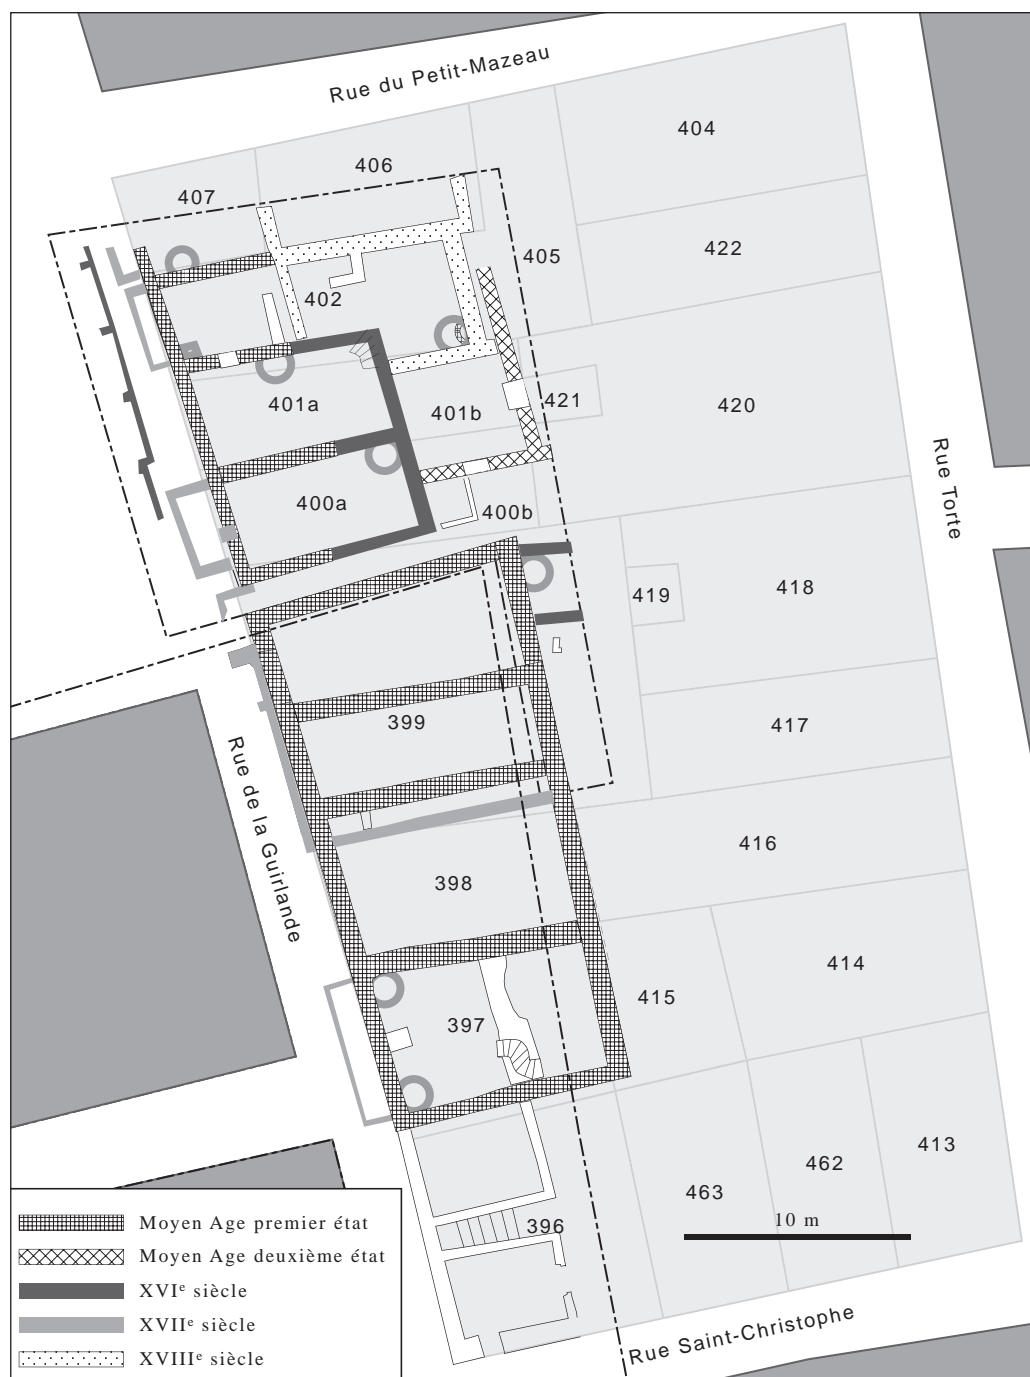 Rue du Petit-Mazeau
404
406
407
422
405
402
401a
401b
421
420
Rue Torte
400a
400b
419
418
399
417
Rue de la Guirlande
416
398
414
415
397
413
462
463
396
10 m
Rue Saint-Christophe
Moyen Age premier état
Moyen Age deuxième état
XVIe siècle
XVIIe siècle
XVIIIe siècle